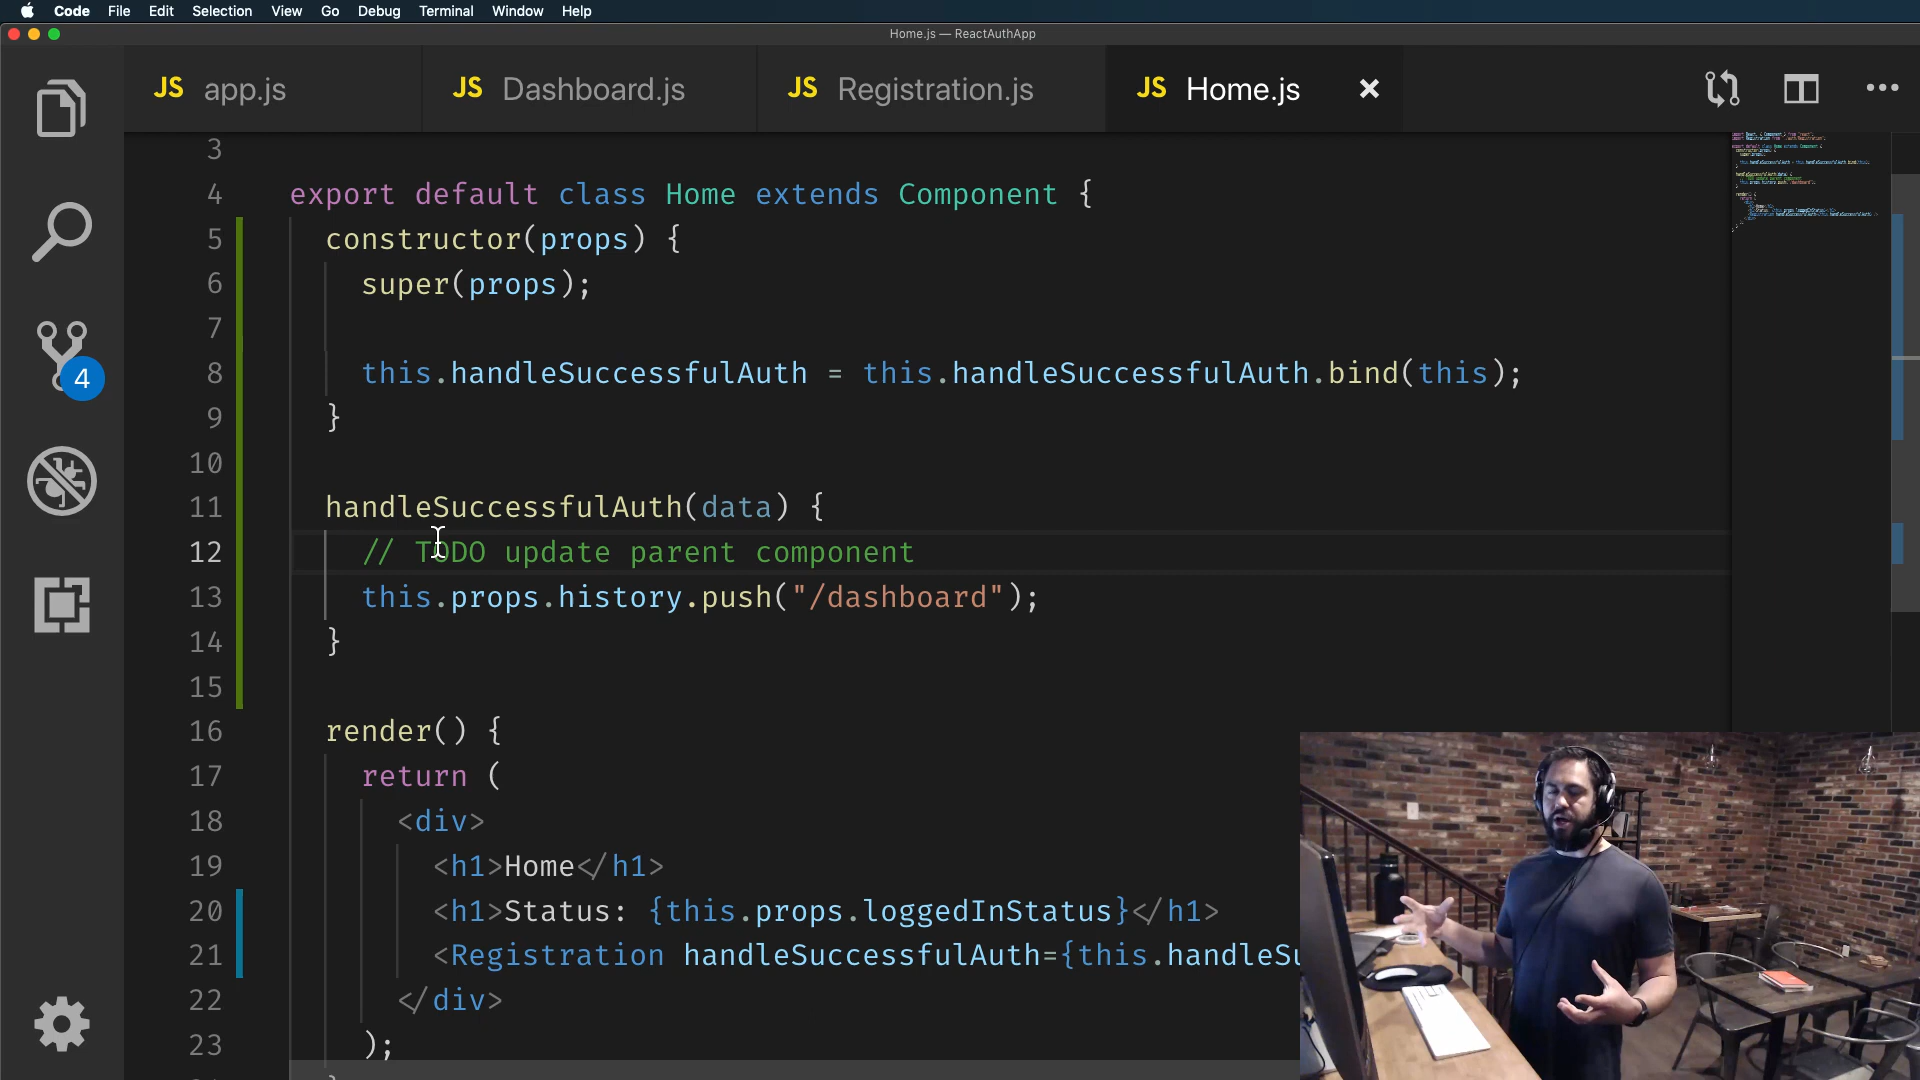 Code File Edit Selection View Go Debug Terminal Window Help
Home.js — ReactAuthApp
JS app.js JS Dashboard.js JS Registration.js JS Home.js
3
4 export default class Home extends Component {
5 constructor(props) {
6 super(props);
7
8 this.handleSuccessfulAuth = this.handleSuccessfulAuth.bind(this);
9 }
10
11 handleSuccessfulAuth(data) {
12 // TODO update parent component
13 this.props.history.push("/dashboard");
14 }
15
16 render() {
17 return (
18 <div>
19 <h1>Home</h1>
20 <h1>Status: {this.props.loggedInStatus}</h1>
21 <Registration handleSuccessfulAuth={this.handleSu
22 </div>
23 );
4